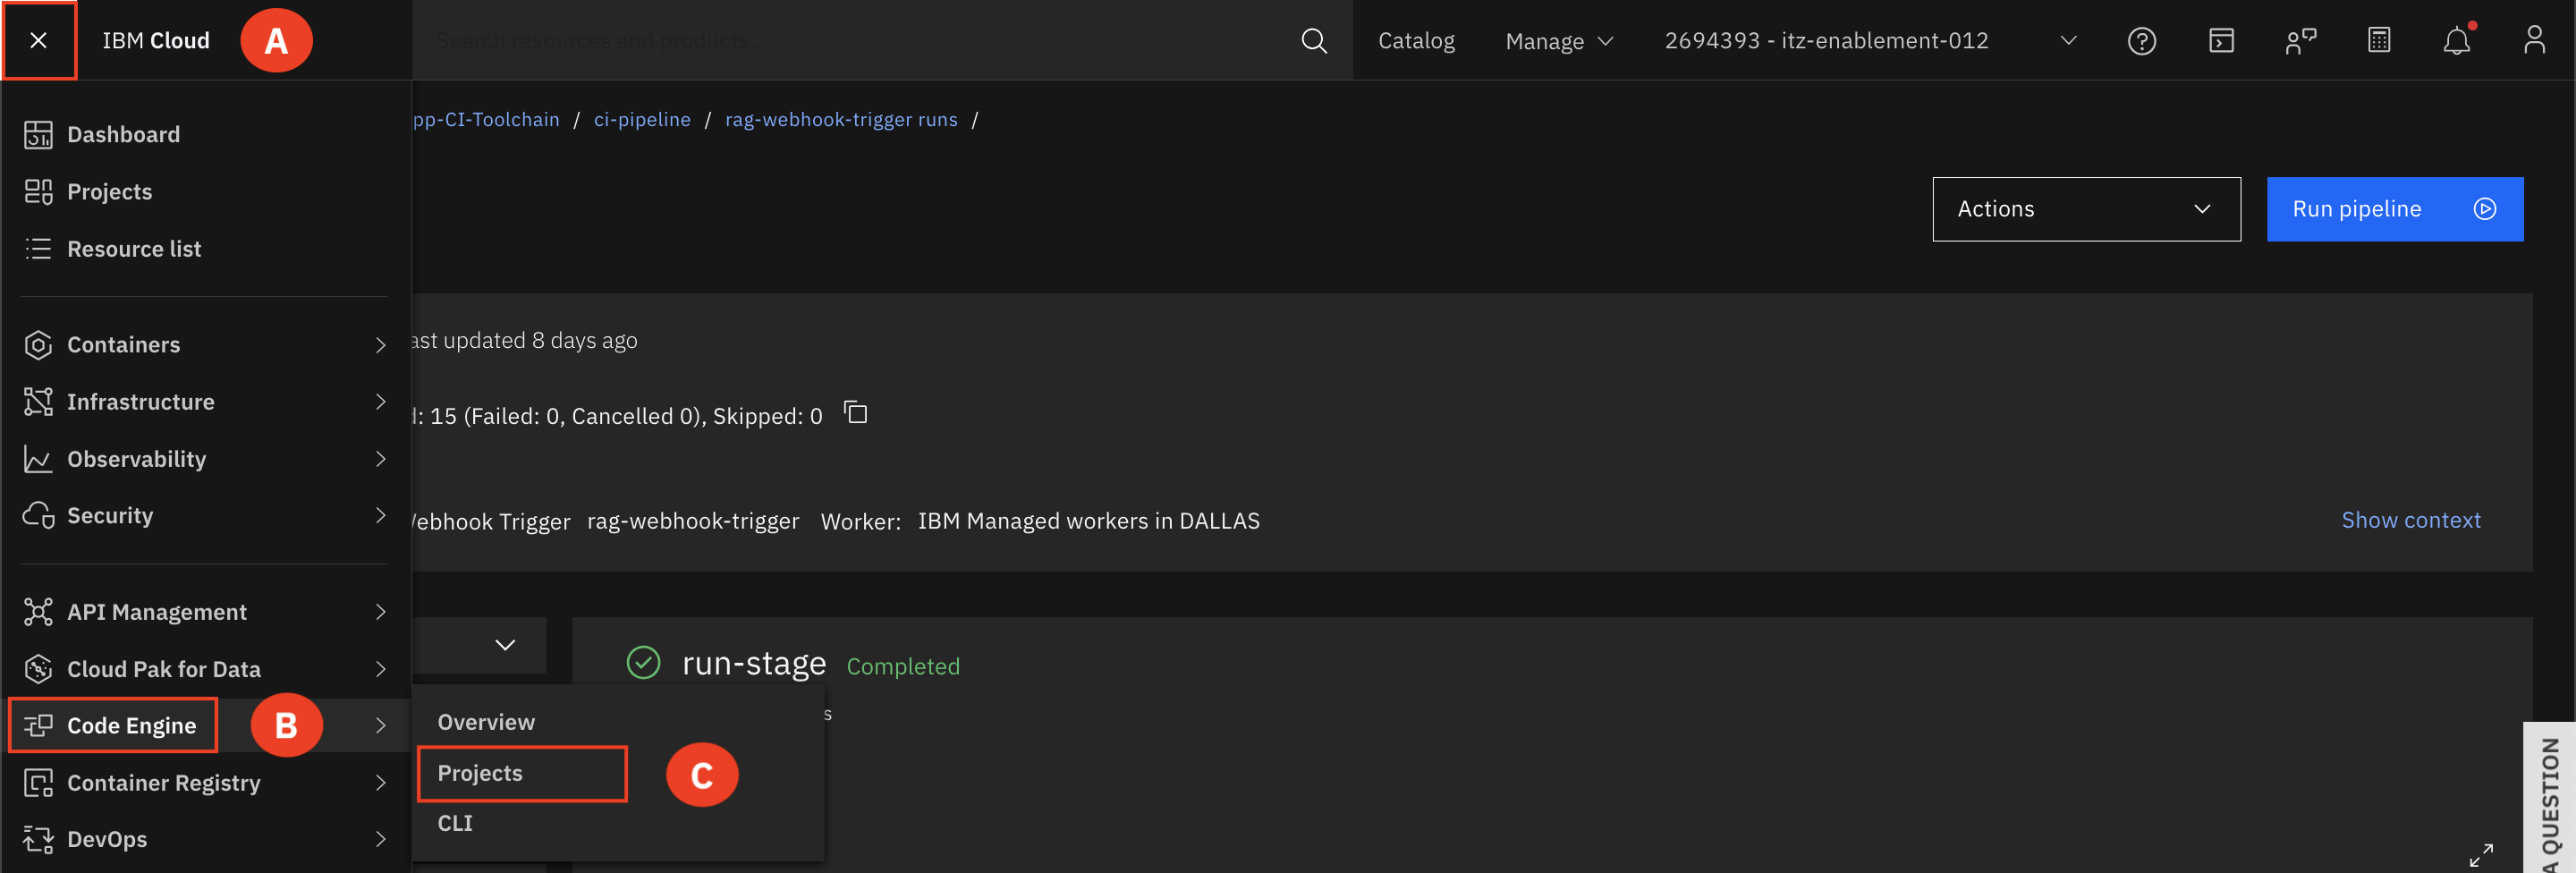 IBM Cloud
A
Search resources and products...
Catalog
Manage
2694393 - itz-enablement-012
Dashboard
Projects
Resource list
Containers
Infrastructure
Observability
Security
API Management
Cloud Pak for Data
Code Engine
B
Container Registry
DevOps
Overview
Projects
C
CLI
pp-CI-Toolchain / ci-pipeline / rag-webhook-trigger runs /
Actions
Run pipeline
ast updated 8 days ago
d: 15 (Failed: 0, Cancelled 0), Skipped: 0
Webhook Trigger rag-webhook-trigger Worker: IBM Managed workers in DALLAS
Show context
run-stage Completed
s
A QUESTION